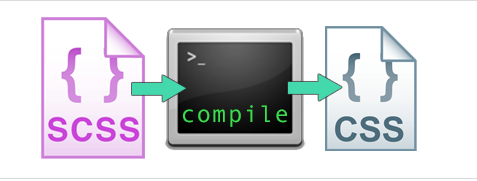 { }
SCSS
>_
compile
{ }
CSS